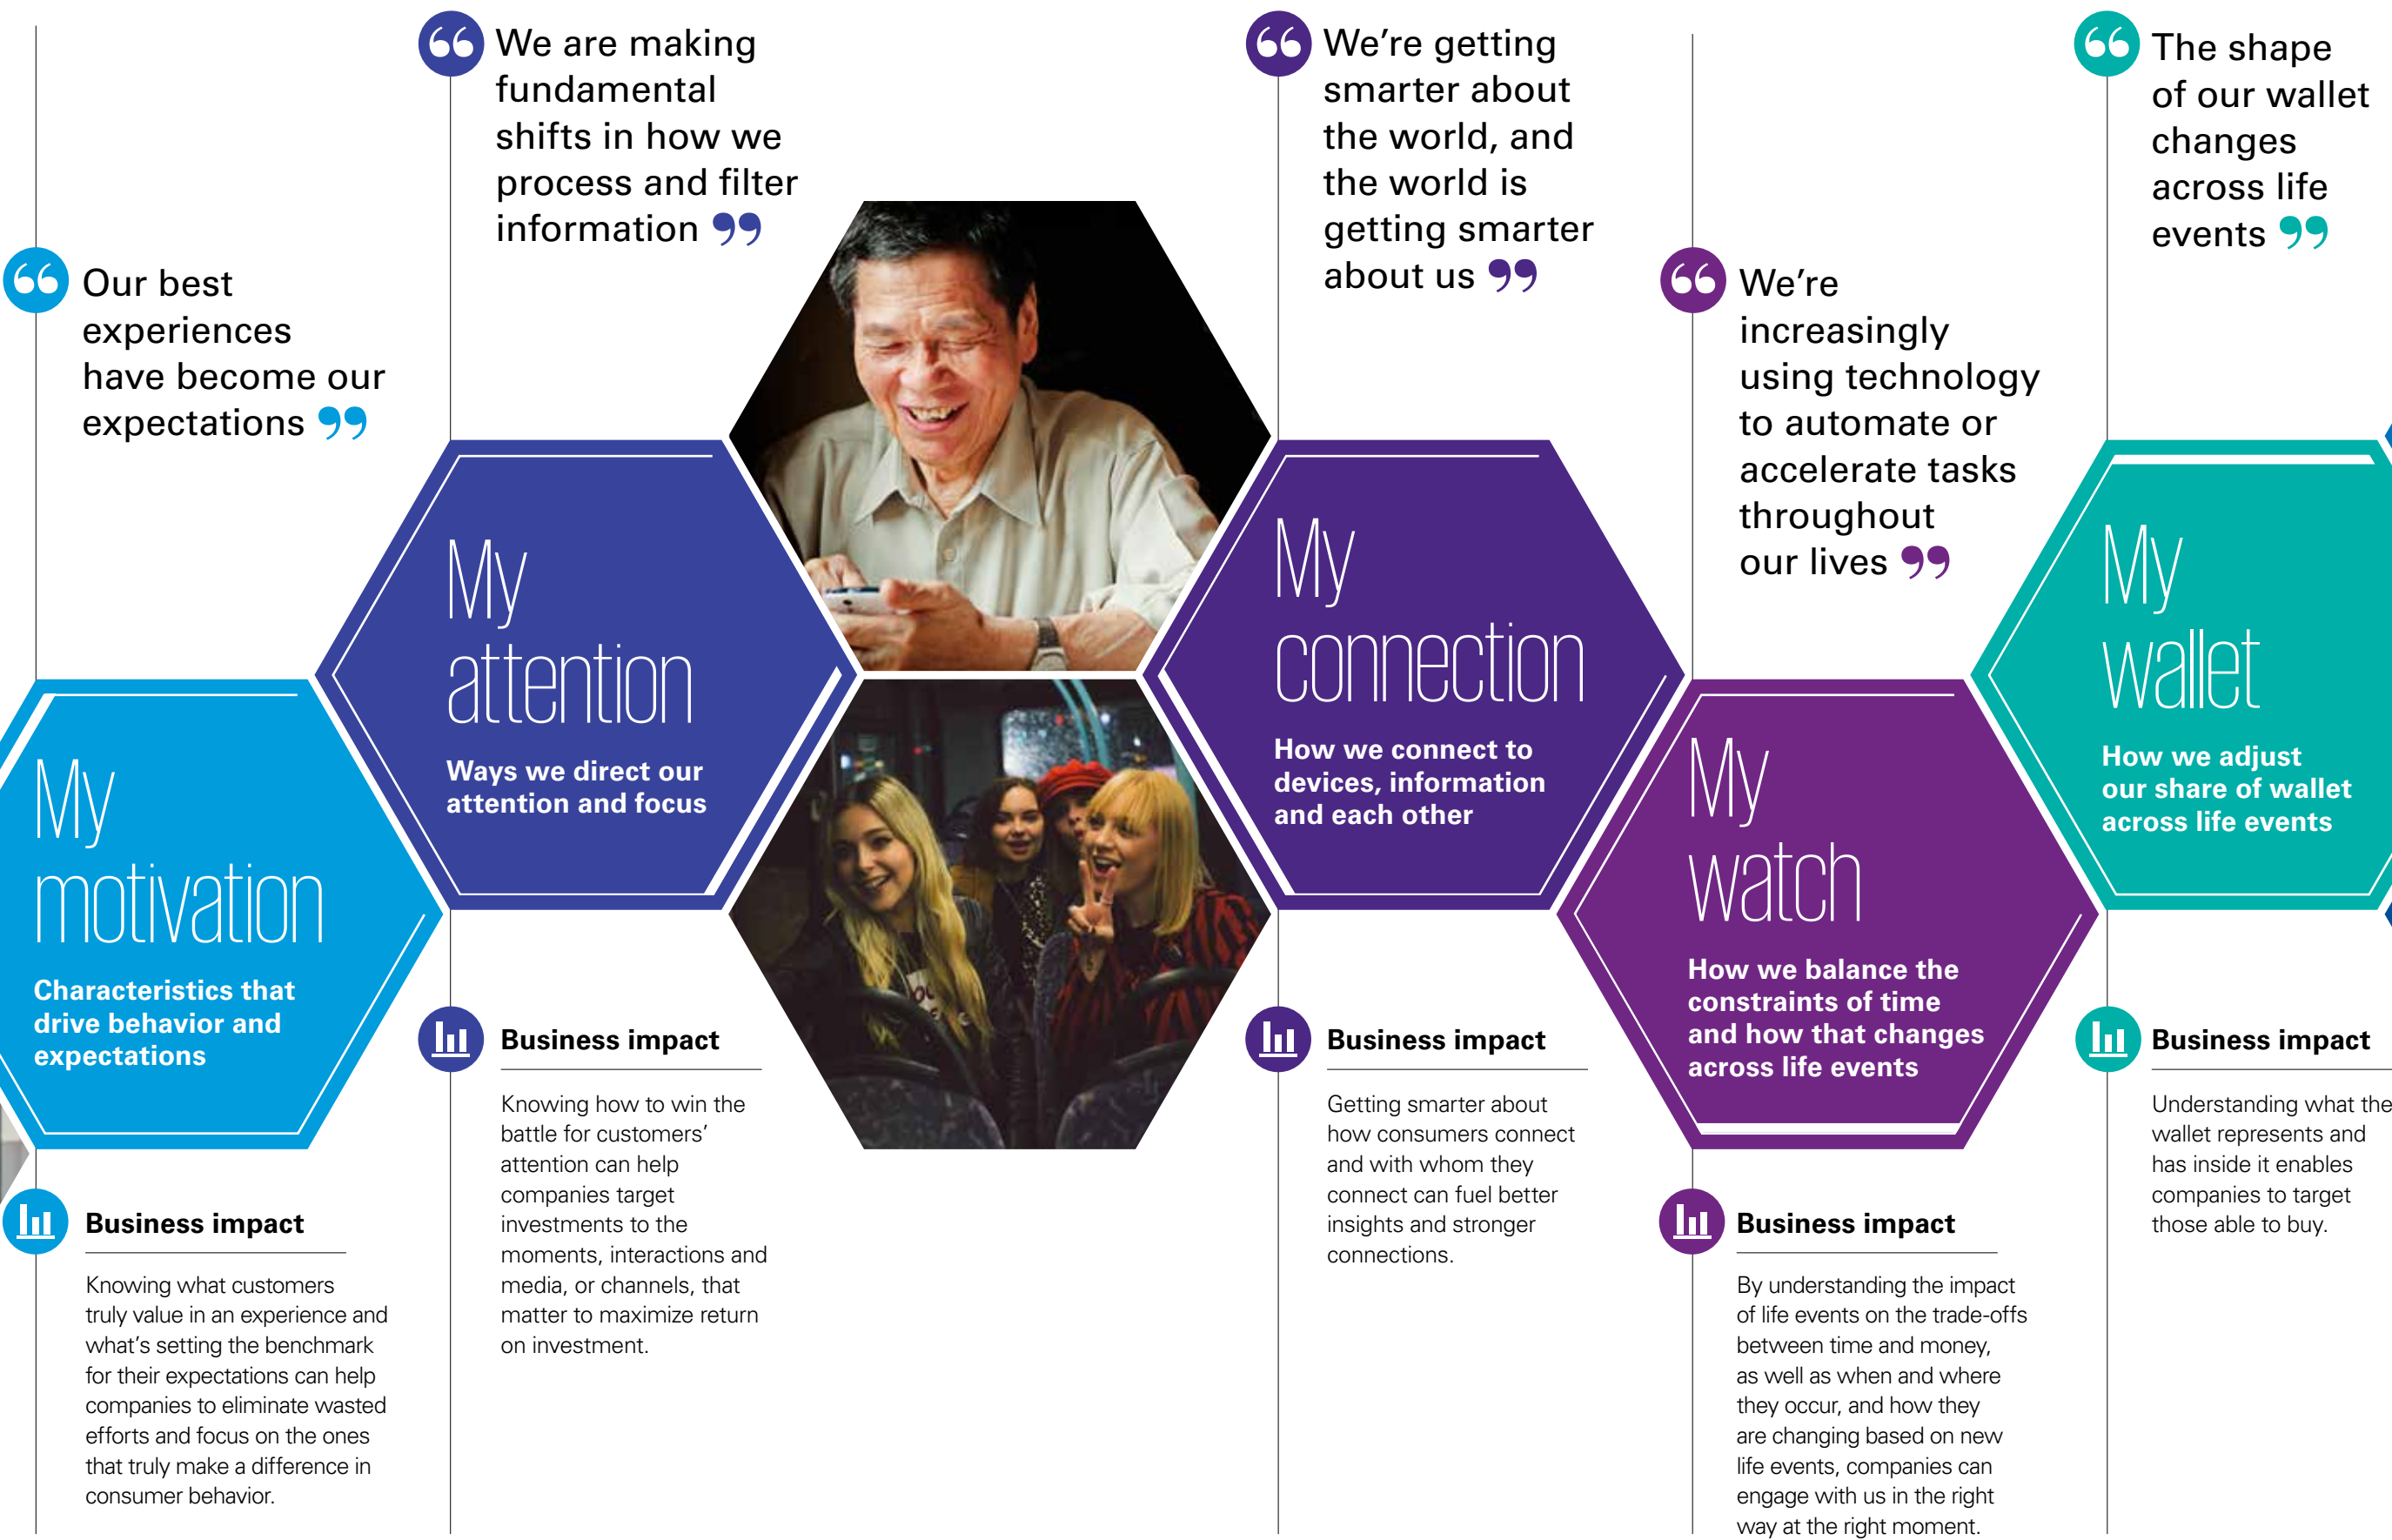 Our best
experiences
have become our
expectations ”
My
motivation
Characteristics that
drive behavior and
expectations
Business impact
Knowing what customers
truly value in an experience and
what's setting the benchmark
for their expectations can help
companies to eliminate wasted
efforts and focus on the ones
that truly make a difference in
consumer behavior.
“ We are making
fundamental
shifts in how we
process and filter
information ”
My
attention
Ways we direct our
attention and focus
Business impact
Knowing how to win the
battle for customers'
attention can help
companies target
investments to the
moments, interactions and
media, or channels, that
matter to maximize return
on investment.
“ We're getting
smarter about
the world, and
the world is
getting smarter
about us ”
My
connection
How we connect to
devices, information
and each other
Business impact
Getting smarter about
how consumers connect
and with whom they
connect can fuel better
insights and stronger
connections.
“ We're
increasingly
using technology
to automate or
accelerate tasks
throughout
our lives ”
My
watch
How we balance the
constraints of time
and how that changes
across life events
Business impact
By understanding the impact
of life events on the trade-offs
between time and money,
as well as when and where
they occur, and how they
are changing based on new
life events, companies can
engage with us in the right
way at the right moment.
“ The shape
of our wallet
changes
across life
events ”
My
wallet
How we adjust
our share of wallet
across life events
Business impact
Understanding what the
wallet represents and
has inside it enables
companies to target
those able to buy.